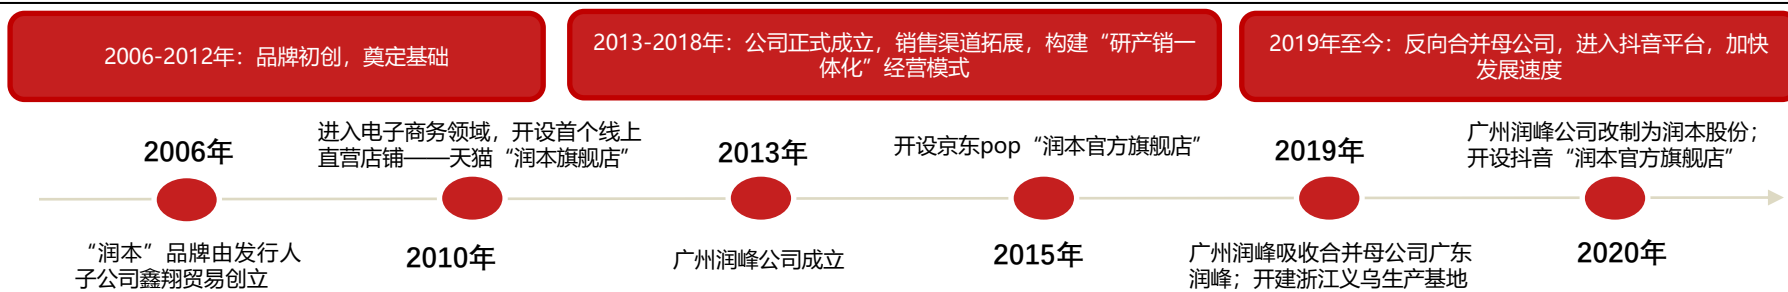 2006-2012年：品牌初创，奠定基础
2013-2018年：公司正式成立，销售渠道拓展，构建“研产销一
体化”经营模式
2019年至今：反向合并母公司，进入抖音平台，加快
发展速度
2006年
“润本”品牌由发行人
子公司鑫翔贸易创立
进入电子商务领域，开设首个线上
直营店铺——天猫“润本旗舰店”
2010年
2013年
广州润峰公司成立
开设京东pop“润本官方旗舰店”
2015年
2019年
广州润峰吸收合并母公司广东
润峰；开建浙江义乌生产基地
广州润峰公司改制为润本股份；
开设抖音“润本官方旗舰店”
2020年